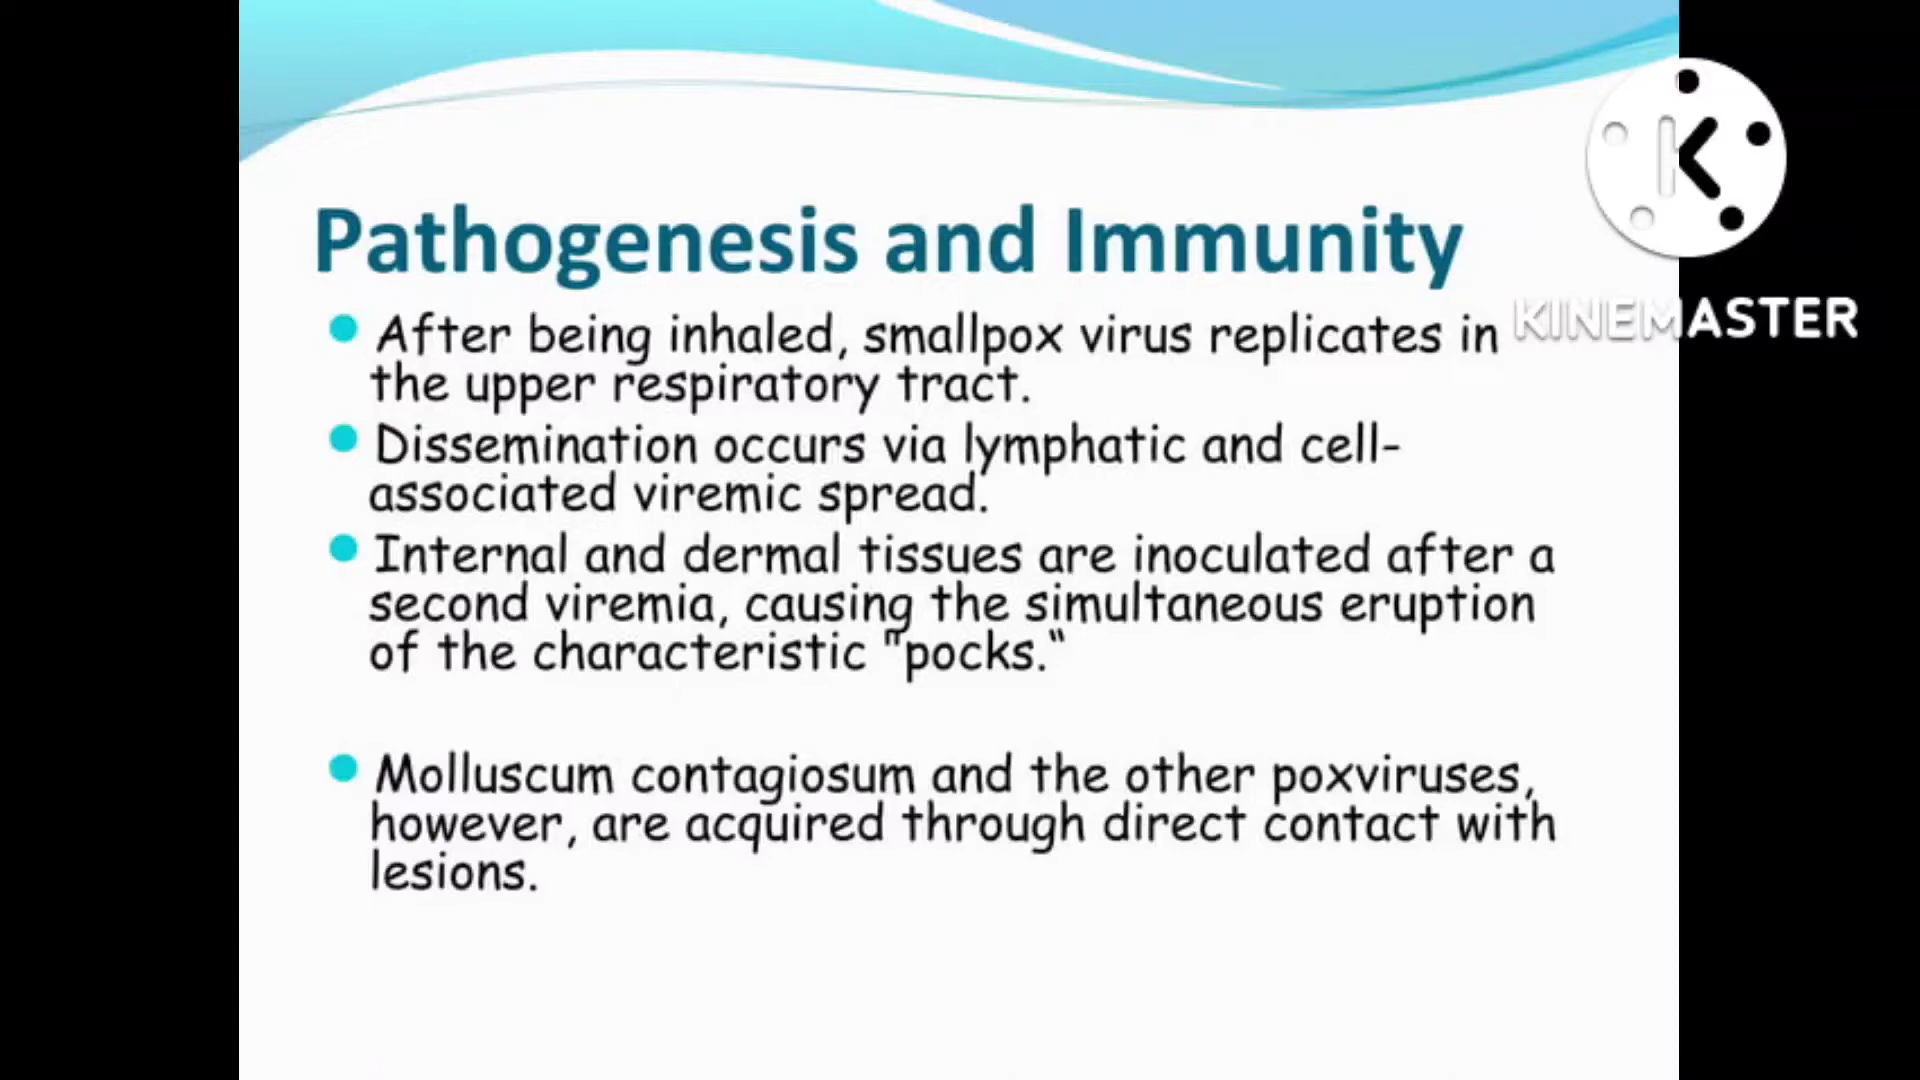 Pathogenesis and Immunity
After being inhaled, smallpox virus replicates in
the upper respiratory tract.
Dissemination occurs via lymphatic and cell-
associated viremic spread.
Internal and dermal tissues are inoculated after a
second viremia, causing the simultaneous eruption
of the characteristic "pocks.“
Molluscum contagiosum and the other poxviruses,
however, are acquired through direct contact with
lesions.
K
KINEMASTER